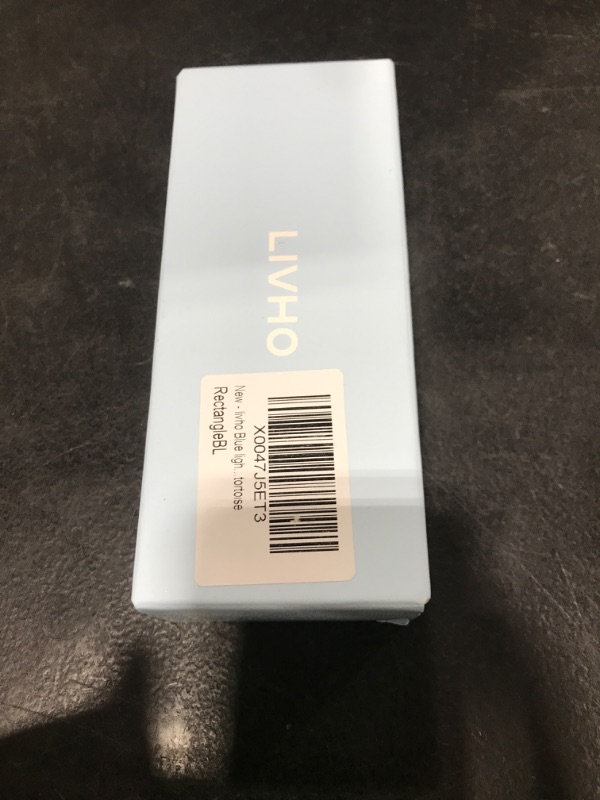 LIVHO
X0047J5ET3
New - livho Blue ligh...tortoise
RectangleBL